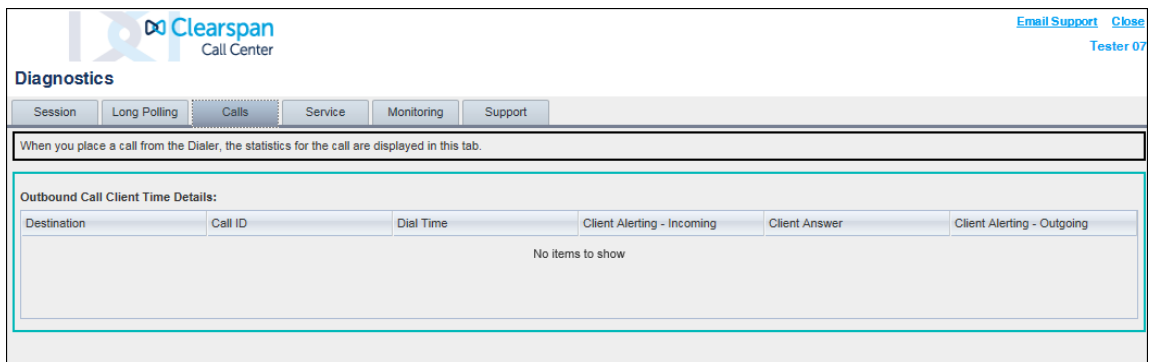 Clearspan
Call Center
Email Support Close
Tester 07
Diagnostics
Session Long Polling Calls Service Monitoring Support
When you place a call from the Dialer, the statistics for the call are displayed in this tab.
Outbound Call Client Time Details:
Destination Call ID Dial Time Client Alerting - Incoming Client Answer Client Alerting - Outgoing
No items to show